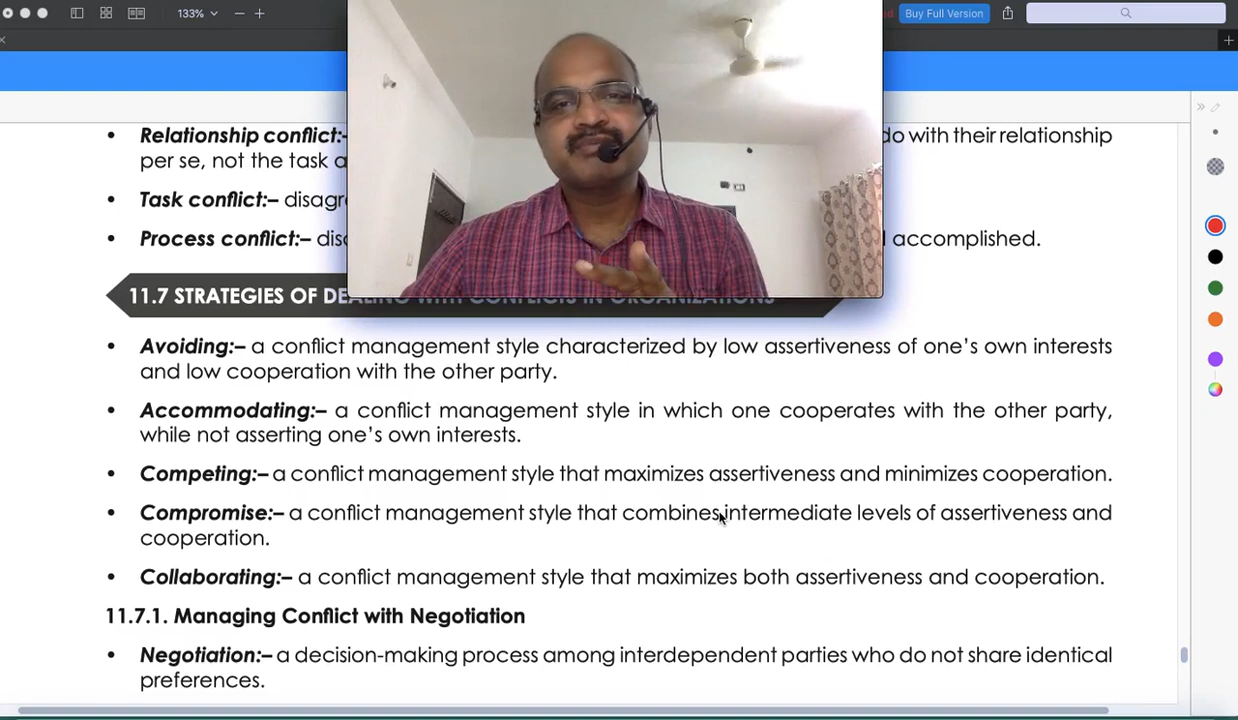 133%
Buy Full Version
Relationship conflict:-
do with their relationship
per se, not the task a
Task conflict:–
Process conflict:–
accomplished.
11.7 STRATEGIES OF DEALING WITH CONFLICTS IN ORGANIZATIONS
• Avoiding:– a conflict management style characterized by low assertiveness of one's own interests
and low cooperation with the other party.
• Accommodating:– a conflict management style in which one cooperates with the other party,
while not asserting one's own interests.
• Competing:– a conflict management style that maximizes assertiveness and minimizes cooperation.
• Compromise:– a conflict management style that combines intermediate levels of assertiveness and
cooperation.
• Collaborating:– a conflict management style that maximizes both assertiveness and cooperation.
11.7.1. Managing Conflict with Negotiation
• Negotiation:– a decision-making process among interdependent parties who do not share identical
preferences.